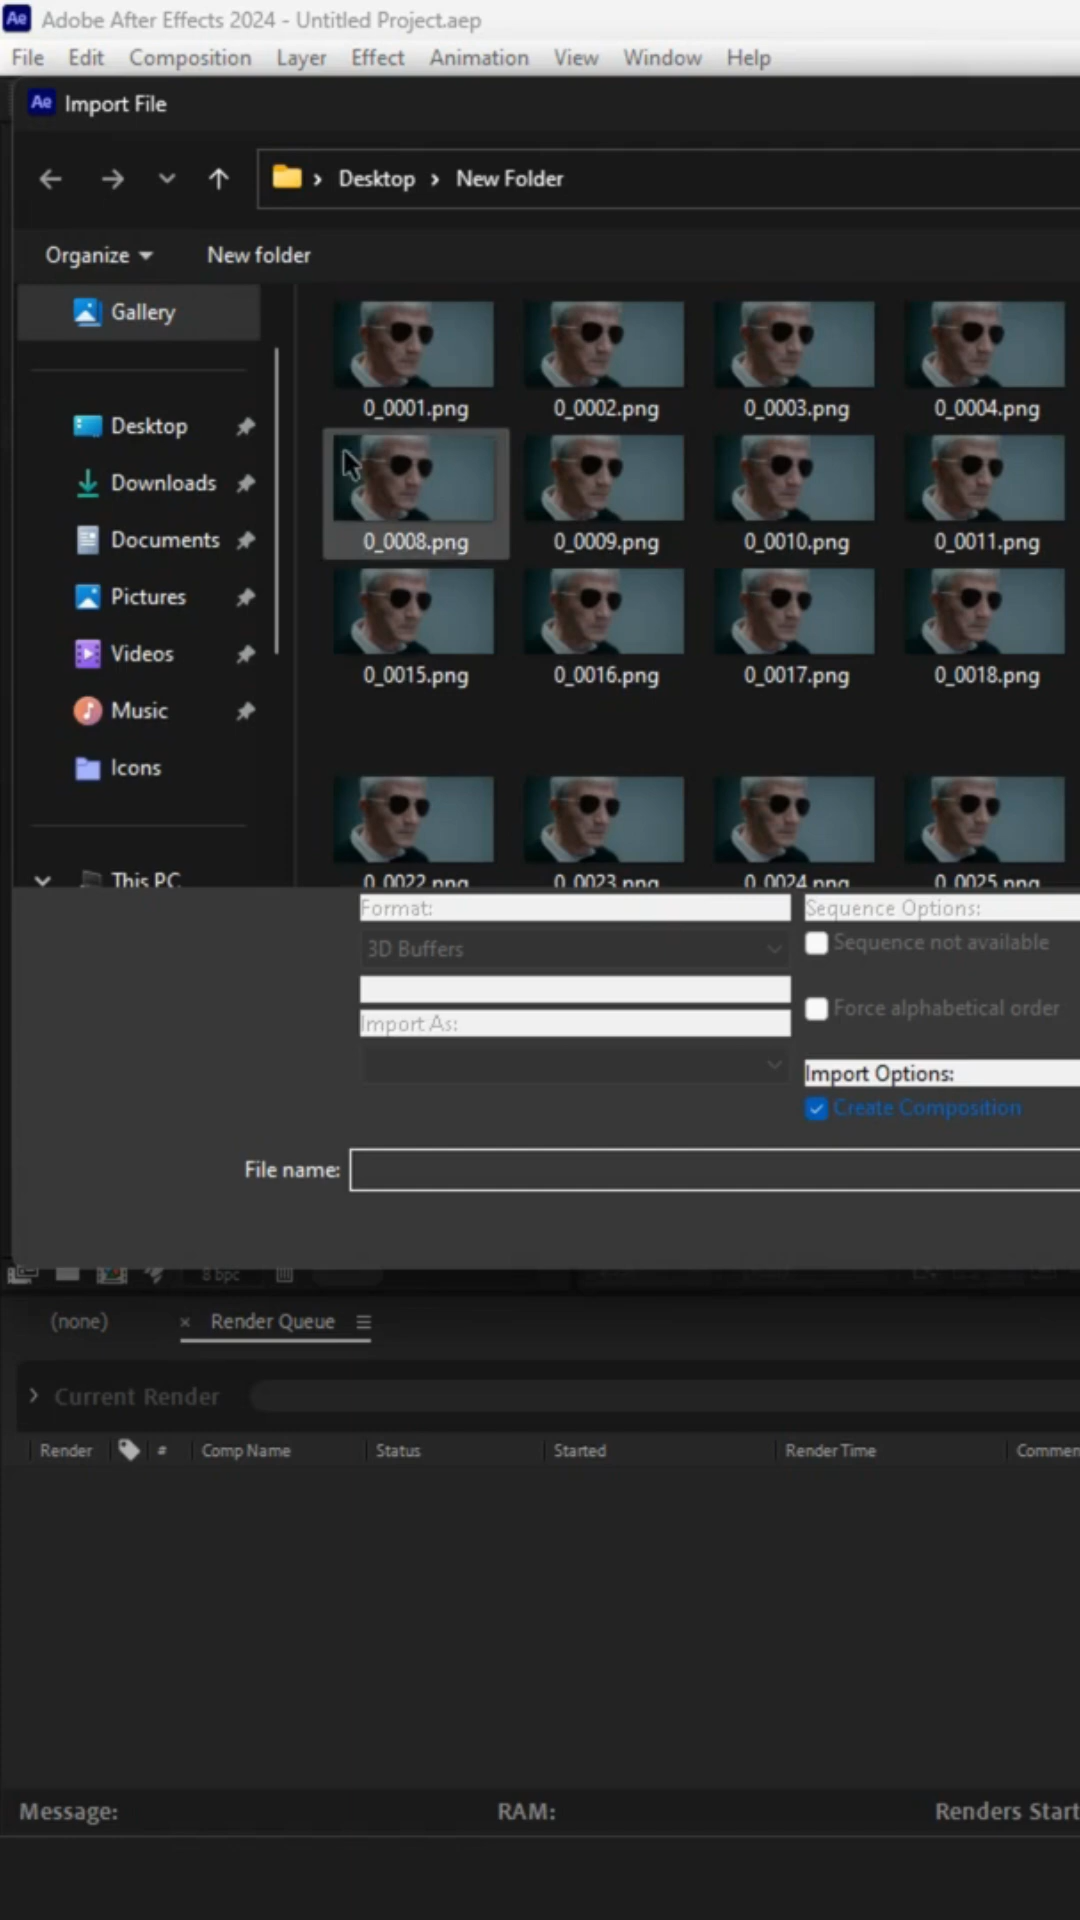 Ae Adobe After Effects 2024 - Untitled Project.aep
File Edit Composition Layer Effect Animation View Window Help
Ae Import File
Desktop New Folder
Organize New folder
Gallery
Desktop
Downloads
Documents
Pictures
Videos
Music
Icons
This PC
0_0001.png 0_0002.png 0_0003.png 0_0004.png
0_0008.png 0_0009.png 0_0010.png 0_0011.png
0_0015.png 0_0016.png 0_0017.png 0_0018.png
0_0022.png 0_0023.png 0_0024.png 0_0025.png
Format:
3D Buffers
Import As:
Sequence Options:
Sequence not available
Force alphabetical order
Import Options:
Create Composition
File name:
8 bpc
(none) × Render Queue
Current Render
Render # Comp Name Status Started Render Time Commen
Message: RAM: Renders Start